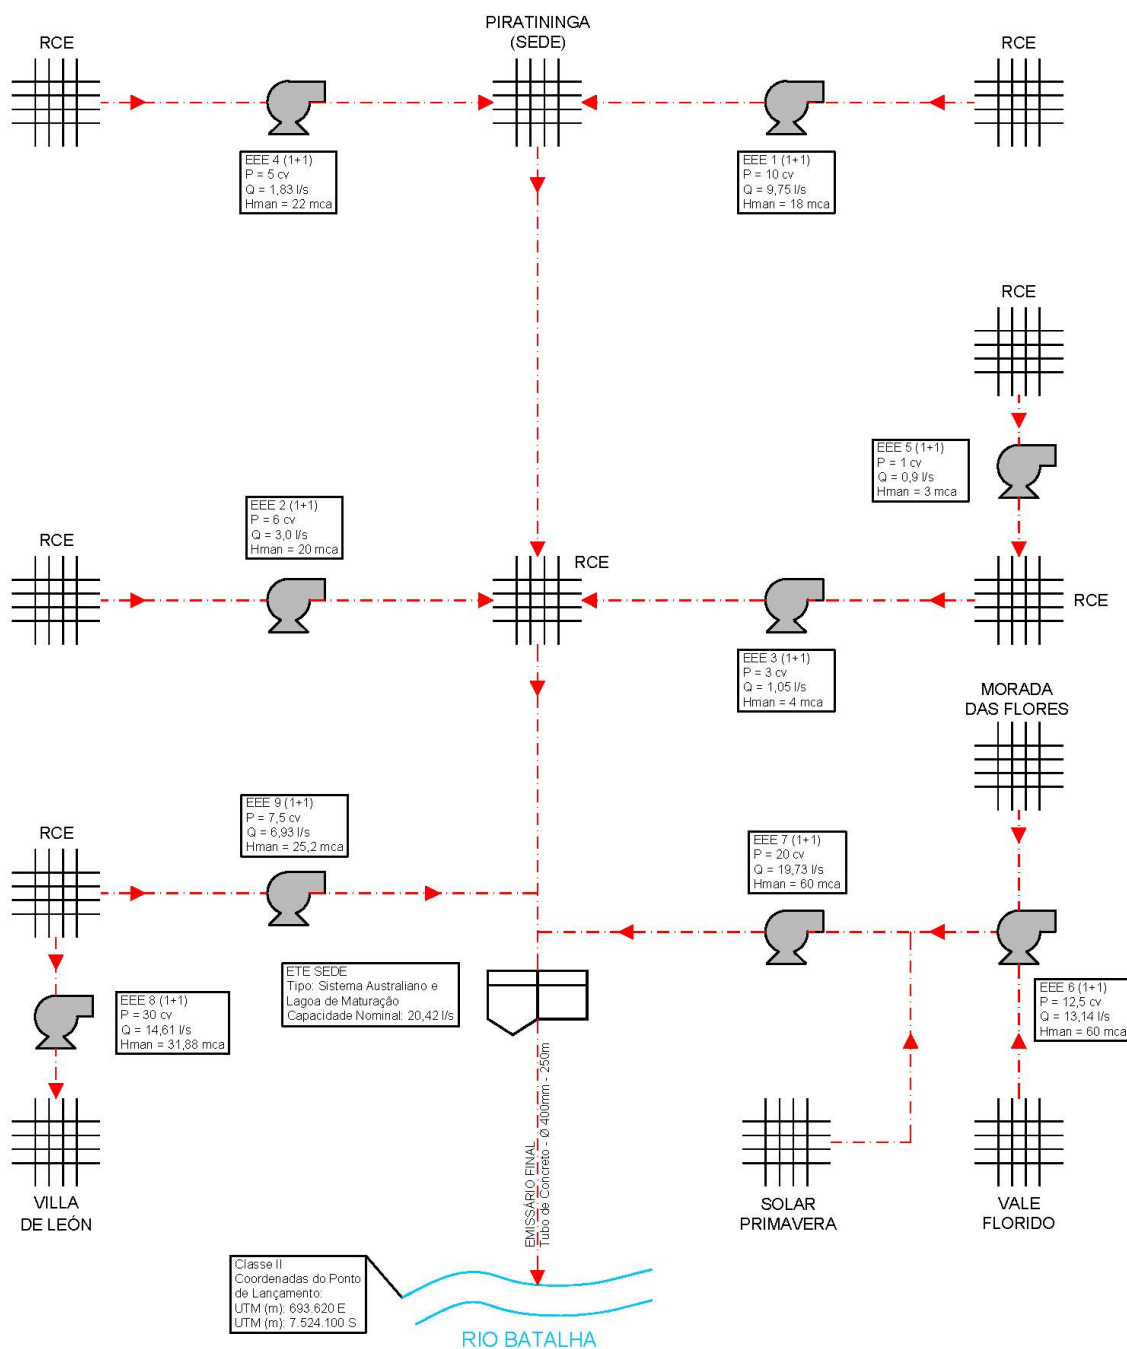 RCE
PIRATININGA
(SEDE)
RCE
EEE 4 (1+1)
P = 5 cv
Q = 1,83 l/s
Hman = 22 mca
EEE 1 (1+1)
P = 10 cv
Q = 9,75 l/s
Hman = 18 mca
RCE
EEE 5 (1+1)
P = 1 cv
Q = 0,9 l/s
Hman = 3 mca
EEE 2 (1+1)
P = 6 cv
Q = 3,0 l/s
Hman = 20 mca
RCE
RCE
RCE
EEE 3 (1+1)
P = 3 cv
Q = 1,05 l/s
Hman = 4 mca
MORADA
DAS FLORES
EEE 9 (1+1)
P = 7,5 cv
Q = 6,93 l/s
Hman = 25,2 mca
RCE
EEE 7 (1+1)
P = 20 cv
Q = 19,73 l/s
Hman = 60 mca
ETE SEDE
Tipo: Sistema Australiano e
Lagoa de Maturação
Capacidade Nominal: 20,42 l/s
EEE 8 (1+1)
P = 30 cv
Q = 14,61 l/s
Hman = 31,88 mca
EEE 6 (1+1)
P = 12,5 cv
Q = 13,14 l/s
Hman = 60 mca
EMISSÁRIO FINAL
Tubo de Concreto - Ø 400mm - 250m
VILLA
DE LEÓN
SOLAR
PRIMAVERA
VALE
FLORIDO
Classe II
Coordenadas do Ponto
de Lançamento:
UTM (m): 693.620 E
UTM (m): 7.524.100 S
RIO BATALHA